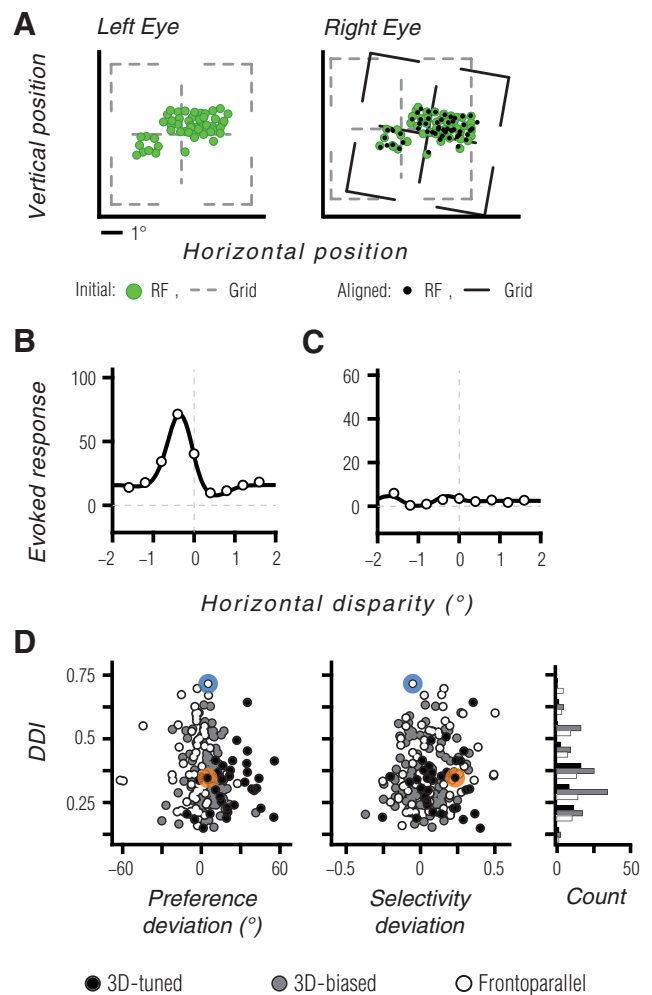 A
Left Eye
Right Eye
Vertical position
1°
Horizontal position
Initial: RF , Grid
Aligned: RF , Grid
B
C
Evoked response
100
50
0
−2 −1 0 1 2
60
40
20
0
−2 −1 0 1 2
Horizontal disparity (°)
D
DDI
0.75
0.5
0.25
−60 0 60
Preference
deviation (°)
−0.5 0 0.5
Selectivity
deviation
0 50
Count
3D-tuned
3D-biased
Frontoparallel